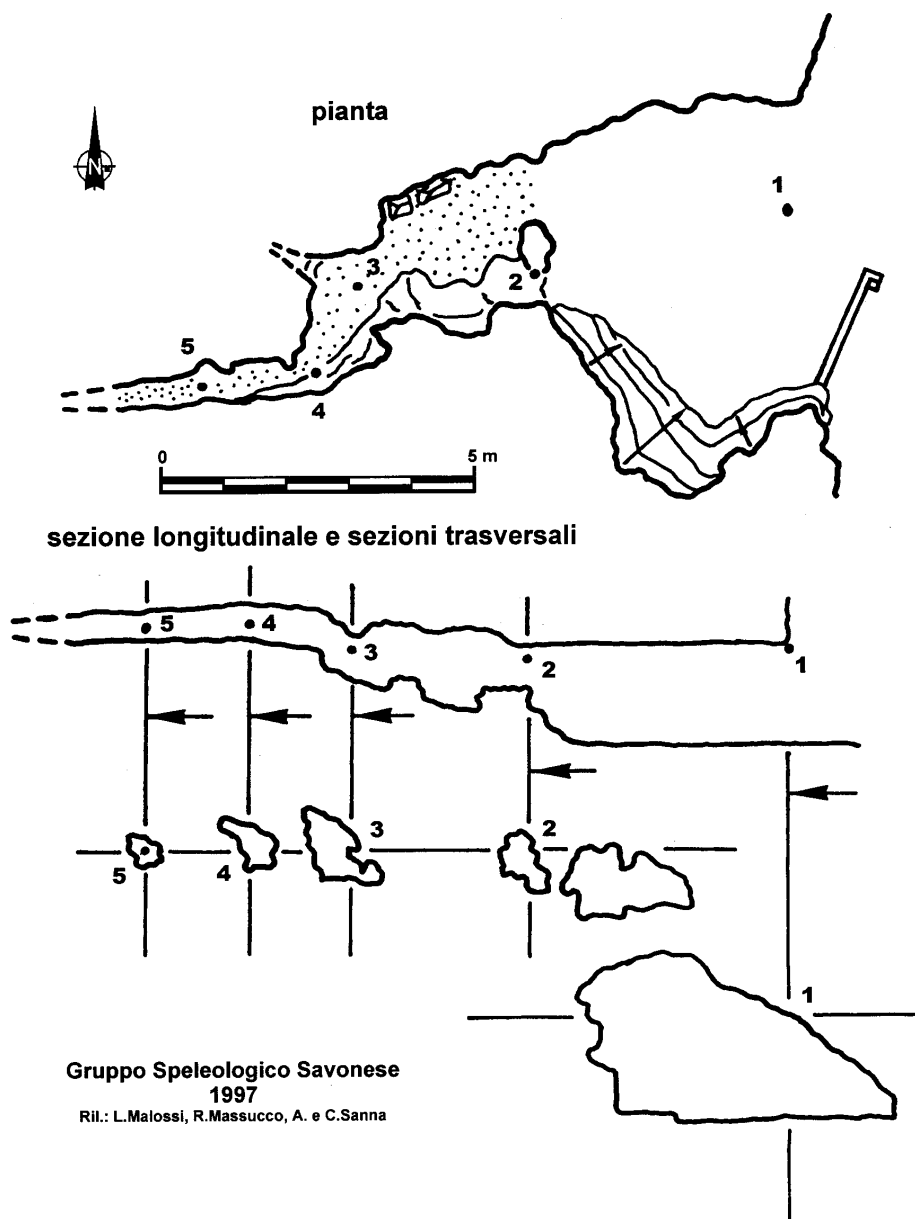 pianta
N
1
3
2
5
4
0 5 m
sezione longitudinale e sezioni trasversali
5 4 3 2 1
3 2
5 4
1
Gruppo Speleologico Savonese
1997
Ril.: L.Malossi, R.Massucco, A. e C.Sanna